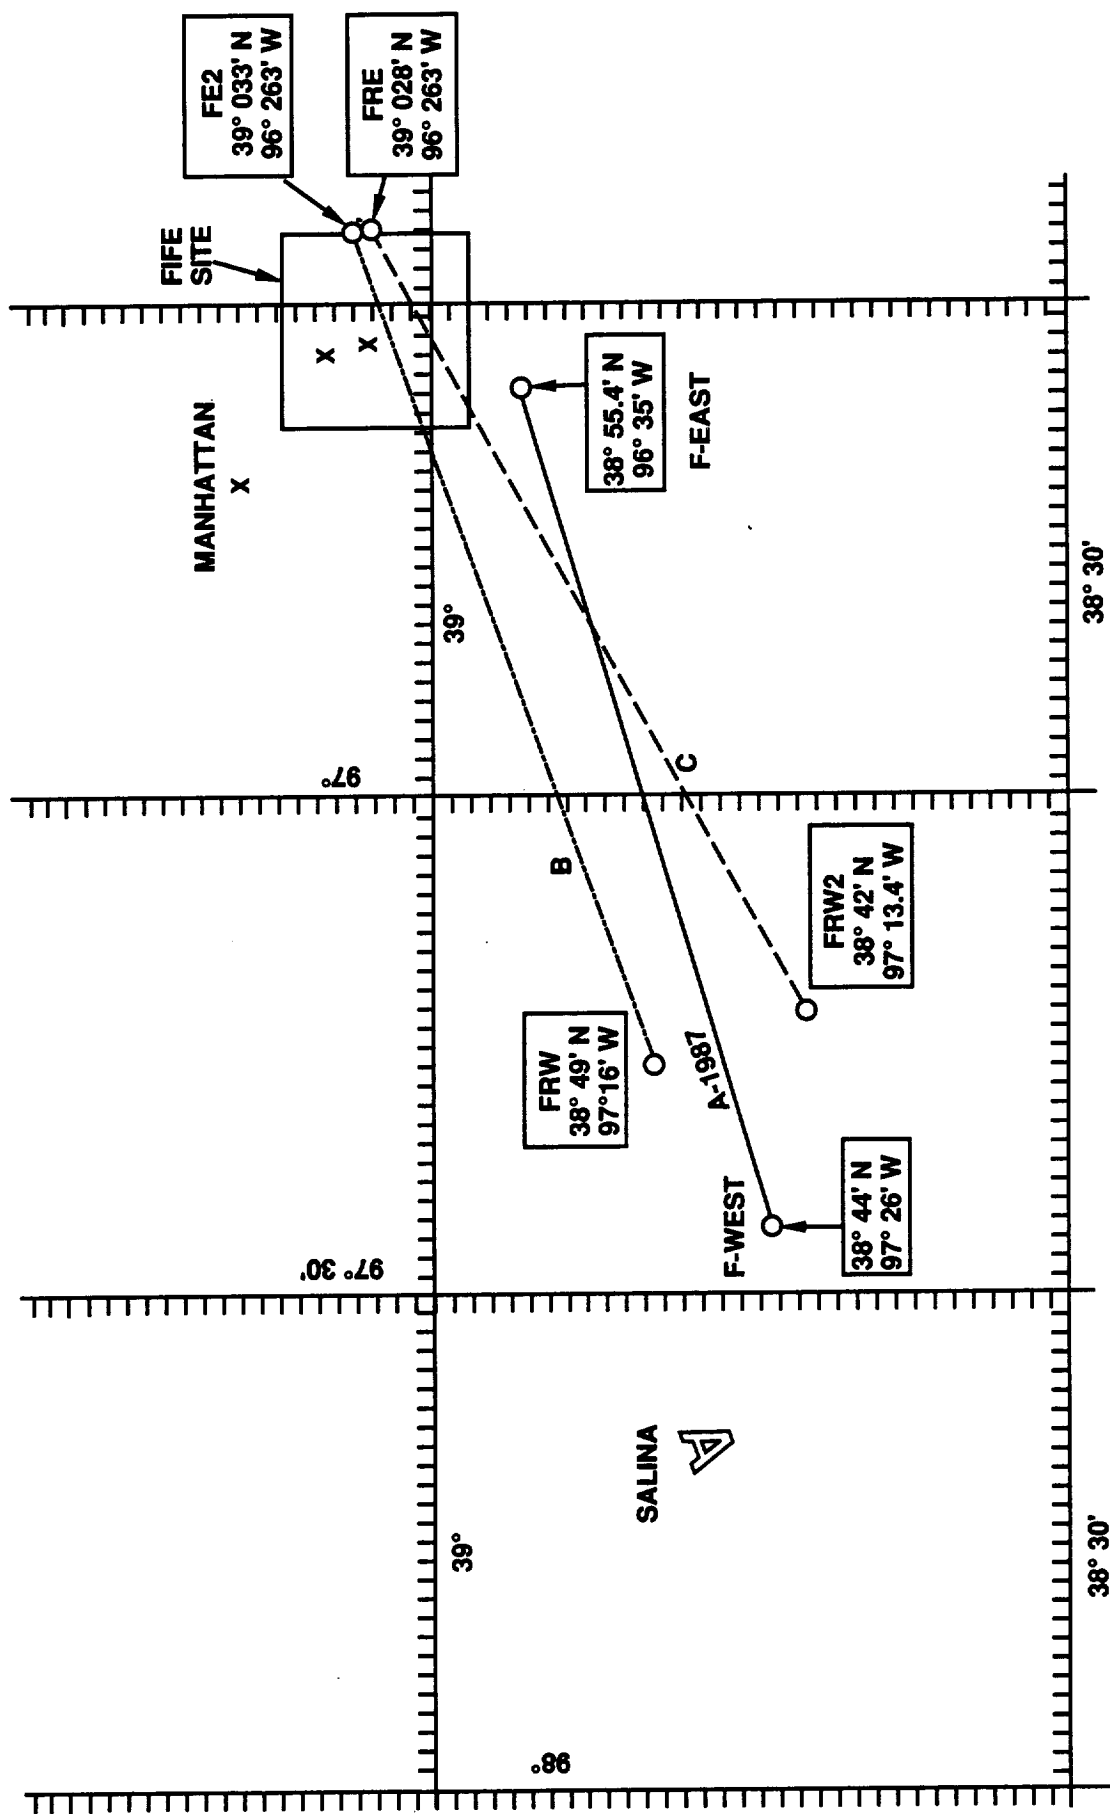 FE2
39° 033' N
96° 263' W
FRE
39° 028' N
96° 263' W
FIFE
SITE
MANHATTAN
X
X
X
39°
38° 55.4' N
96° 35' W
F-EAST
38° 30'
97°
B
C
FRW
38° 49' N
97°16' W
A-1987
FRW2
38° 42' N
97° 13.4' W
F-WEST
38° 44' N
97° 26' W
97° 30'
SALINA
A
39°
38° 30'
98°